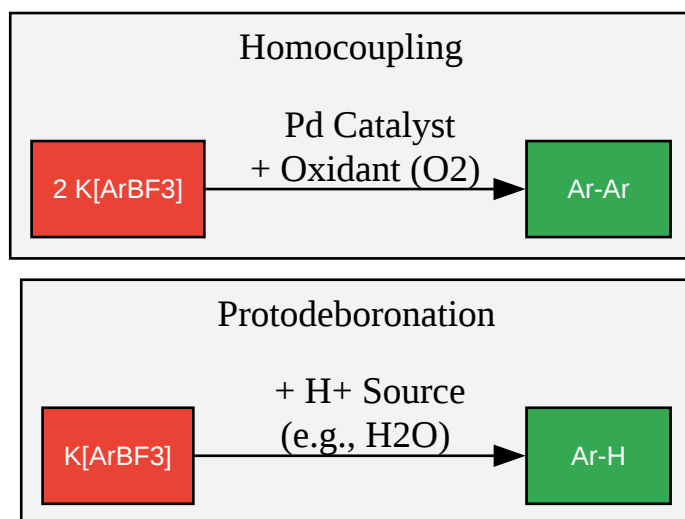 Homocoupling
Pd Catalyst
+ Oxidant (O2)
2 K[ArBF3]
Ar-Ar
Protodeboronation
+ H+ Source
(e.g., H2O)
K[ArBF3]
Ar-H